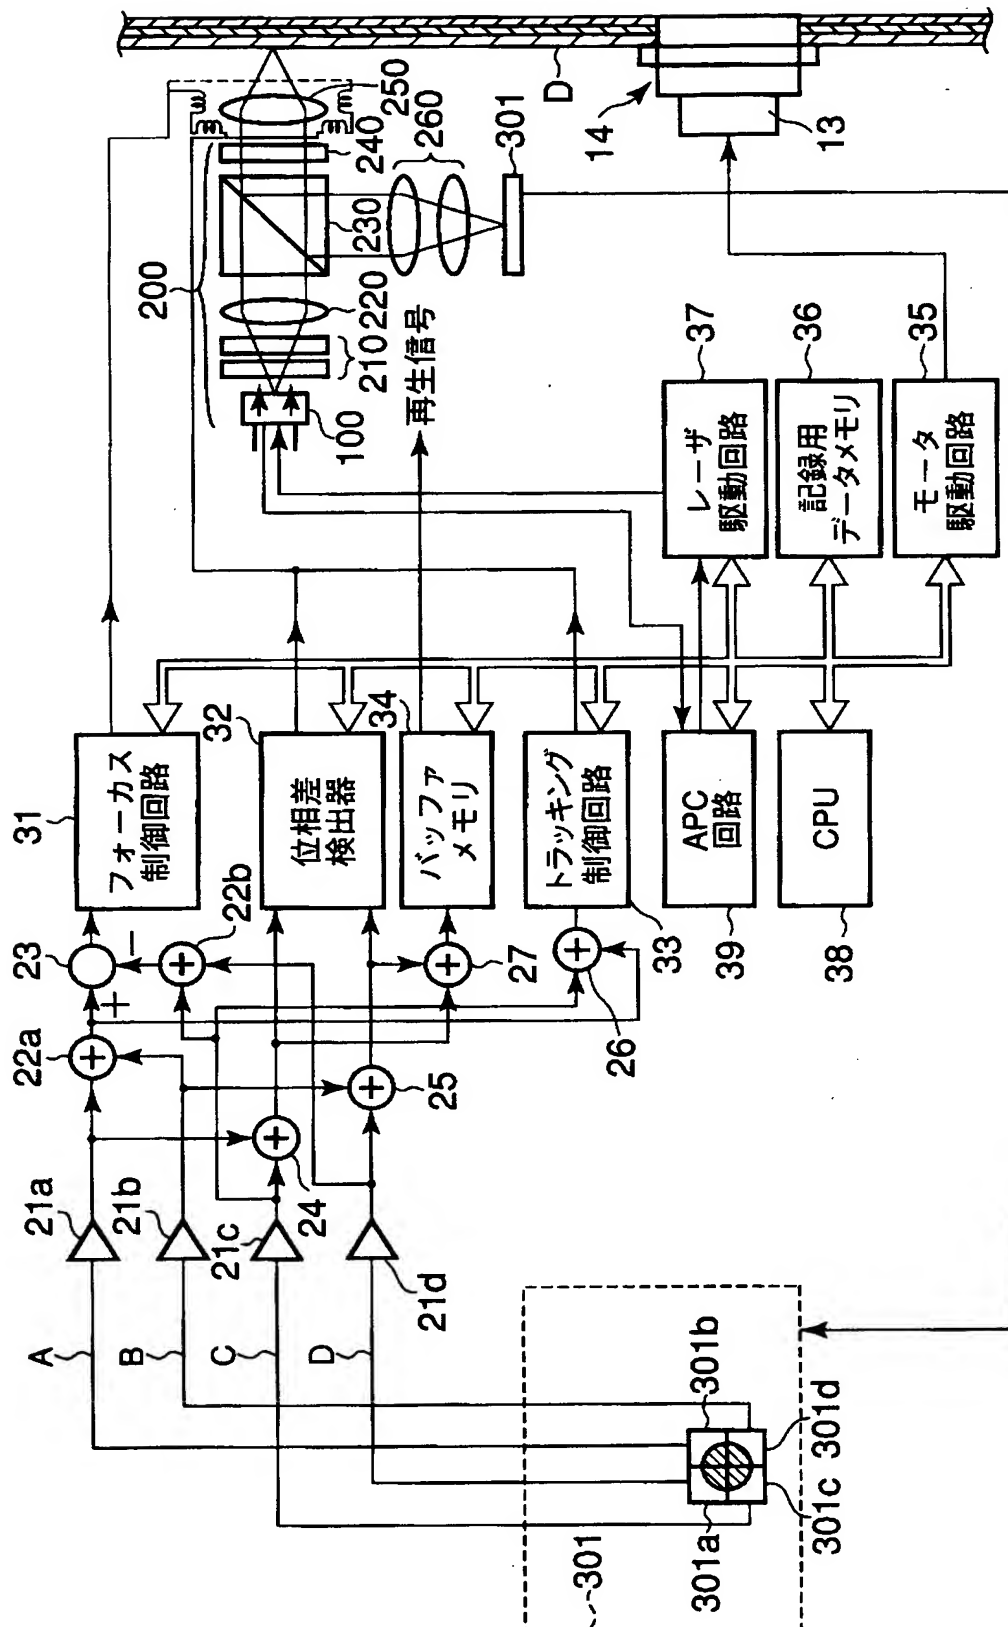 31
フォーカス
制御回路
23
−
+
22a
22b
+
+
32
位相差
検出器
34
バッファ
メモリ
トラッキング
制御回路
33
APC
回路
39
CPU
38
27
+
26
+
25
+
24
+
21a
21b
21c
21d
A
B
C
D
301
301a
301b
301c
301d
200
100
210
220
230
240
250
260
301
再生信号
レーザ
駆動回路
37
記録用
データメモリ
36
モータ
駆動回路
35
D
14
13